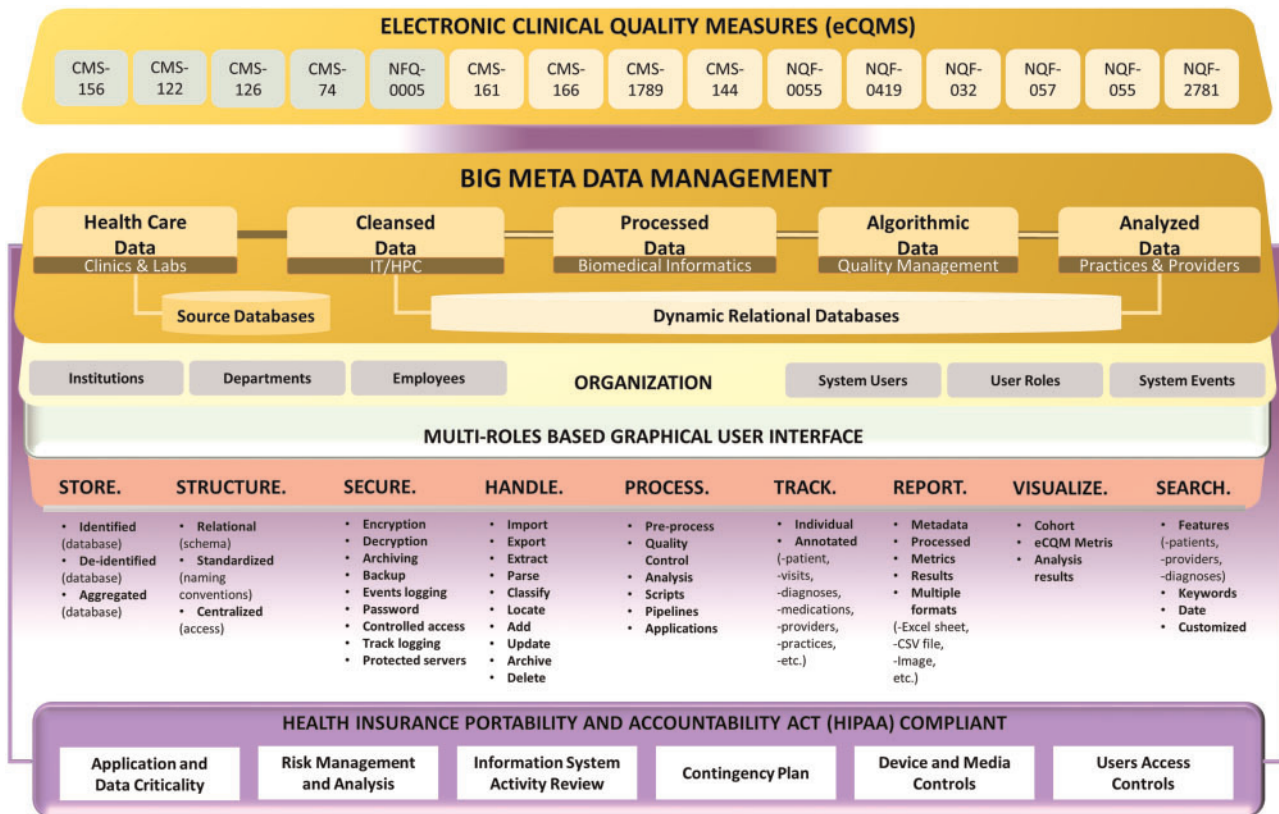 ELECTRONIC CLINICAL QUALITY MEASURES (eCQMS)
CMS-
156
CMS-
122
CMS-
126
CMS-
74
NFQ-
0005
CMS-
161
CMS-
166
CMS-
1789
CMS-
144
NQF-
0055
NQF-
0419
NQF-
032
NQF-
057
NQF-
055
NQF-
2781
BIG META DATA MANAGEMENT
Health Care
Data
Clinics & Labs
Cleansed
Data
IT/HPC
Processed
Data
Biomedical Informatics
Algorithmic
Data
Quality Management
Analyzed
Data
Practices & Providers
Source Databases
Dynamic Relational Databases
Institutions
Departments
Employees
ORGANIZATION
System Users
User Roles
System Events
MULTI-ROLES BASED GRAPHICAL USER INTERFACE
STORE.
• Identified
(database)
• De-identified
(database)
• Aggregated
(database)
STRUCTURE.
• Relational
(schema)
• Standardized
(naming
conventions)
• Centralized
(access)
SECURE.
• Encryption
• Decryption
• Archiving
• Backup
• Events logging
• Password
• Controlled access
• Track logging
• Protected servers
HANDLE.
• Import
• Export
• Extract
• Parse
• Classify
• Locate
• Add
• Update
• Archive
• Delete
PROCESS.
• Pre-process
• Quality
Control
• Analysis
• Scripts
• Pipelines
• Applications
TRACK.
• Individual
• Annotated
(-patient,
-visits,
-diagnoses,
-medications,
-providers,
-practices,
-etc.)
REPORT.
• Metadata
• Processed
• Metrics
• Results
• Multiple
formats
(-Excel sheet,
-CSV file,
-Image,
etc.)
VISUALIZE.
• Cohort
• eCQM Metris
• Analysis
results
SEARCH.
• Features
(-patients,
-providers,
-diagnoses)
• Keywords
• Date
• Customized
HEALTH INSURANCE PORTABILITY AND ACCOUNTABILITY ACT (HIPAA) COMPLIANT
Application and
Data Criticality
Risk Management
and Analysis
Information System
Activity Review
Contingency Plan
Device and Media
Controls
Users Access
Controls